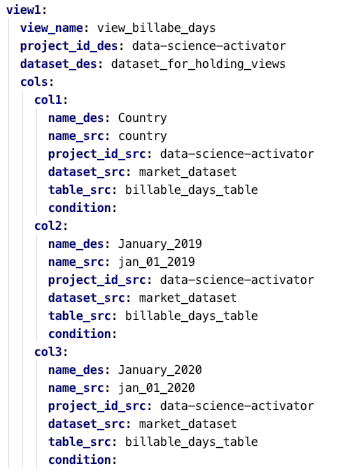 view1:
  view_name: view_billabe_days
  project_id_des: data-science-activator
  dataset_des: dataset_for_holding_views
  cols:
    col1:
      name_des: Country
      name_src: country
      project_id_src: data-science-activator
      dataset_src: market_dataset
      table_src: billable_days_table
      condition:
    col2:
      name_des: January_2019
      name_src: jan_01_2019
      project_id_src: data-science-activator
      dataset_src: market_dataset
      table_src: billable_days_table
      condition:
    col3:
      name_des: January_2020
      name_src: jan_01_2020
      project_id_src: data-science-activator
      dataset_src: market_dataset
      table_src: billable_days_table
      condition: